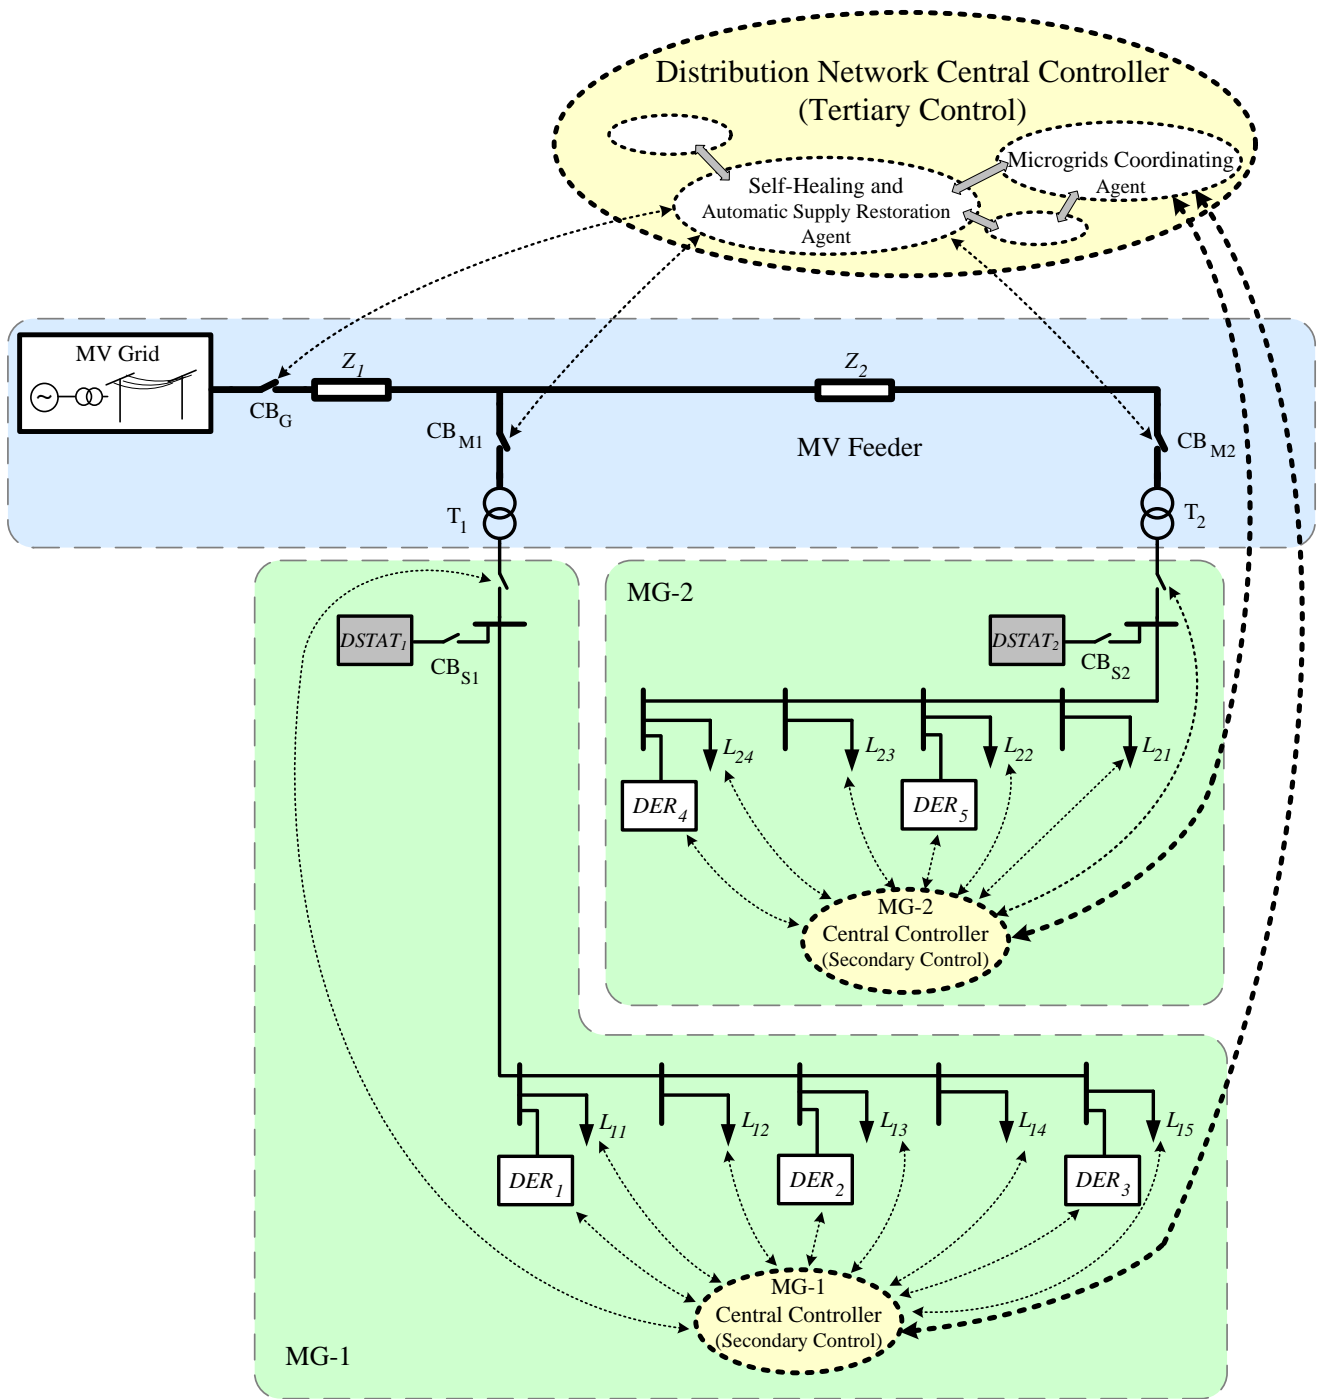 Distribution Network Central Controller
(Tertiary Control)
Microgrids Coordinating
Agent
Self-Healing and
Automatic Supply Restoration
Agent
MV Grid
Z1
Z2
CBG
CBM1
MV Feeder
CBM2
T1
T2
MG-2
DSTAT1
CBS1
DSTAT2
CBS2
L24
L23
L22
L21
DER4
DER5
MG-2
Central Controller
(Secondary Control)
L11
L12
L13
L14
L15
DER1
DER2
DER3
MG-1
Central Controller
(Secondary Control)
MG-1